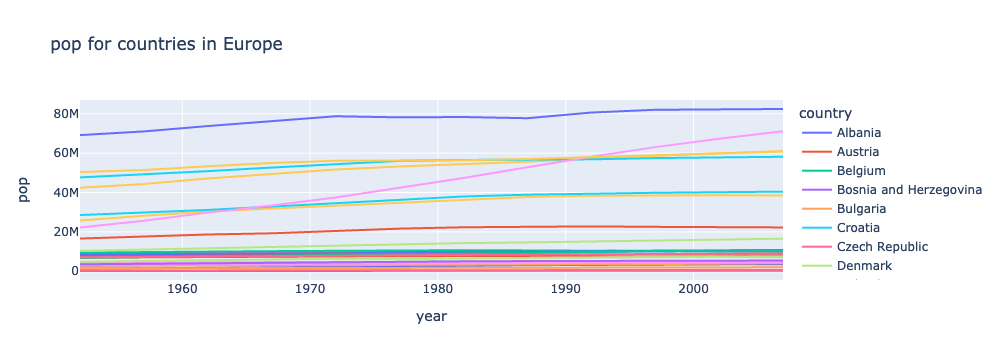 pop for countries in Europe
country
80M
60M
40M
20M
0
pop
1960
1970
1980
1990
2000
year
Albania
Austria
Belgium
Bosnia and Herzegovina
Bulgaria
Croatia
Czech Republic
Denmark